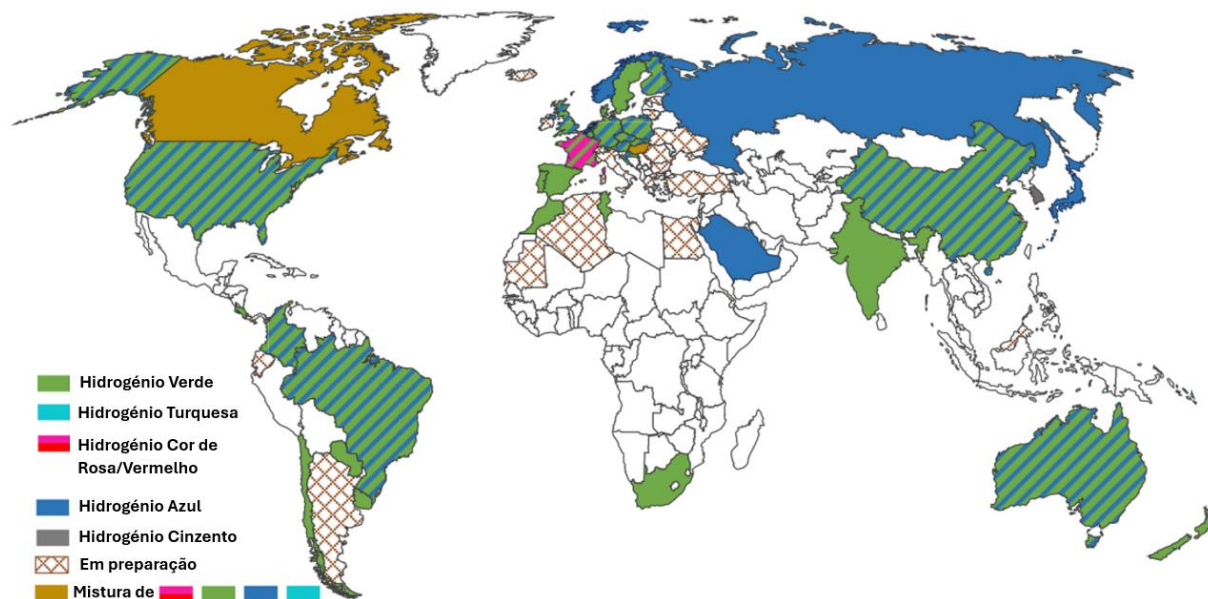 Hidrogénio Verde
Hidrogénio Turquesa
Hidrogénio Cor de
Rosa/Vermelho
Hidrogénio Azul
Hidrogénio Cinzento
Em preparação
Mistura de